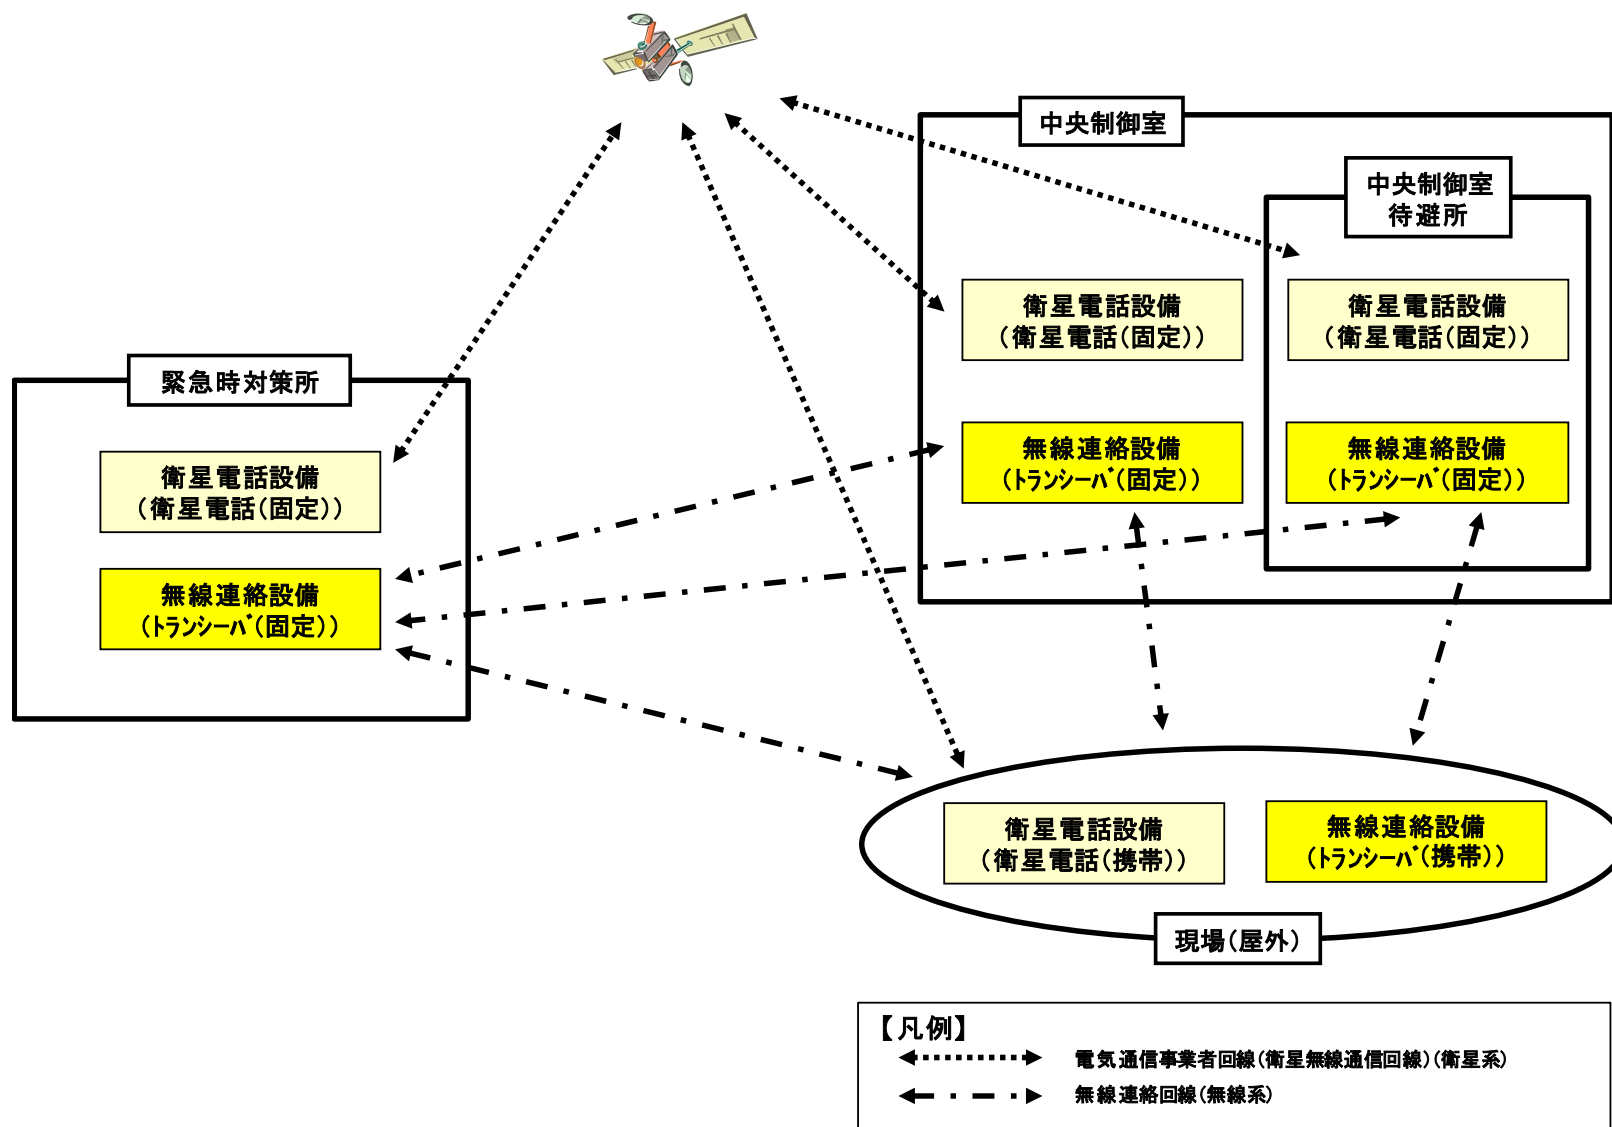 中央制御室
中央制御室
待避所
衛星電話設備
(衛星電話(固定))
衛星電話設備
(衛星電話(固定))
無線連絡設備
(トランシーバ(固定))
無線連絡設備
(トランシーバ(固定))
緊急時対策所
衛星電話設備
(衛星電話(固定))
無線連絡設備
(トランシーバ(固定))
衛星電話設備
(衛星電話(携帯))
無線連絡設備
(トランシーバ(携帯))
現場(屋外)
【凡例】
電気通信事業者回線(衛星無線通信回線)(衛星系)
無線連絡回線(無線系)